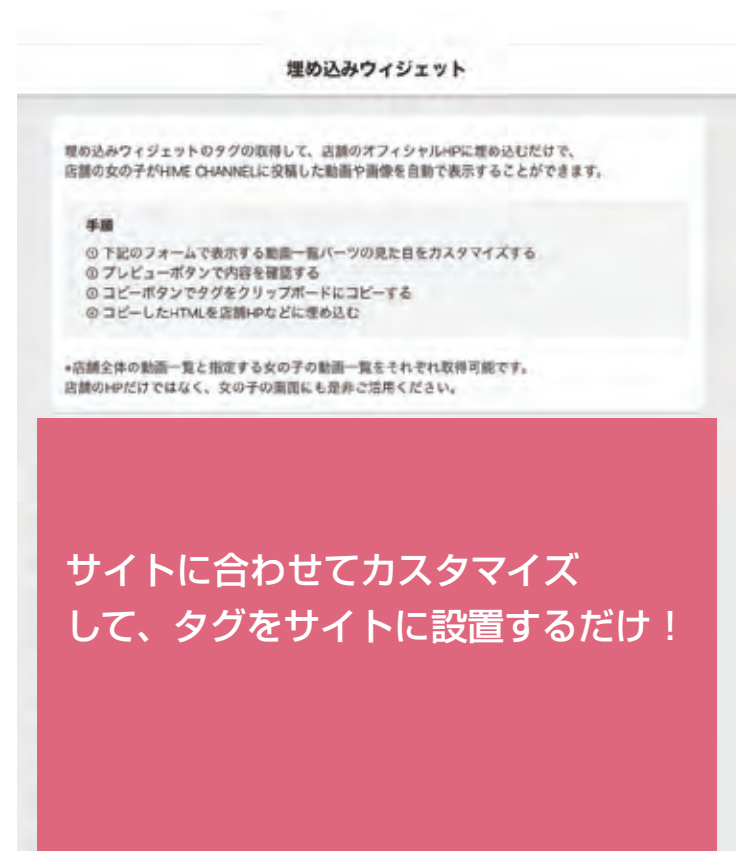 埋め込みウィジェット
埋め込みウィジェットのタグの取得して、店舗のオフィシャルHPに埋め込むだけで、
店舗の女の子がHIME CHANNELに投稿した動画や画像を自動で表示することができます。
手順
下記のフォームで表示する動画一覧パーツの見た目をカスタマイズする
プレビューボタンで内容を確認する
コピーボタンでタグをクリップボードにコピーする
コピーしたHTMLを店舗HPなどに埋め込む
*店舗全体の動画一覧と指定する女の子の動画一覧をそれぞれ取得可能です。
店舗のHPだけではなく、女の子の画面にも是非ご活用ください。
サイトに合わせてカスタマイズ
して、タグをサイトに設置するだけ！